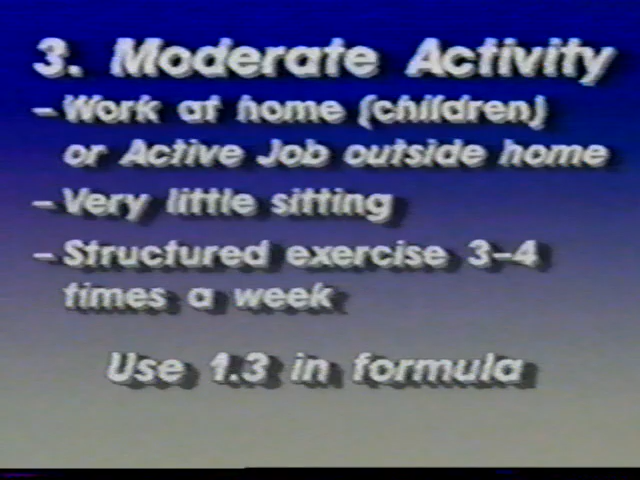 3. Moderate Activity
– Work at home (children)
or Active Job outside home
– Very little sitting
– Structured exercise 3–4
times a week
Use 1.3 in formula